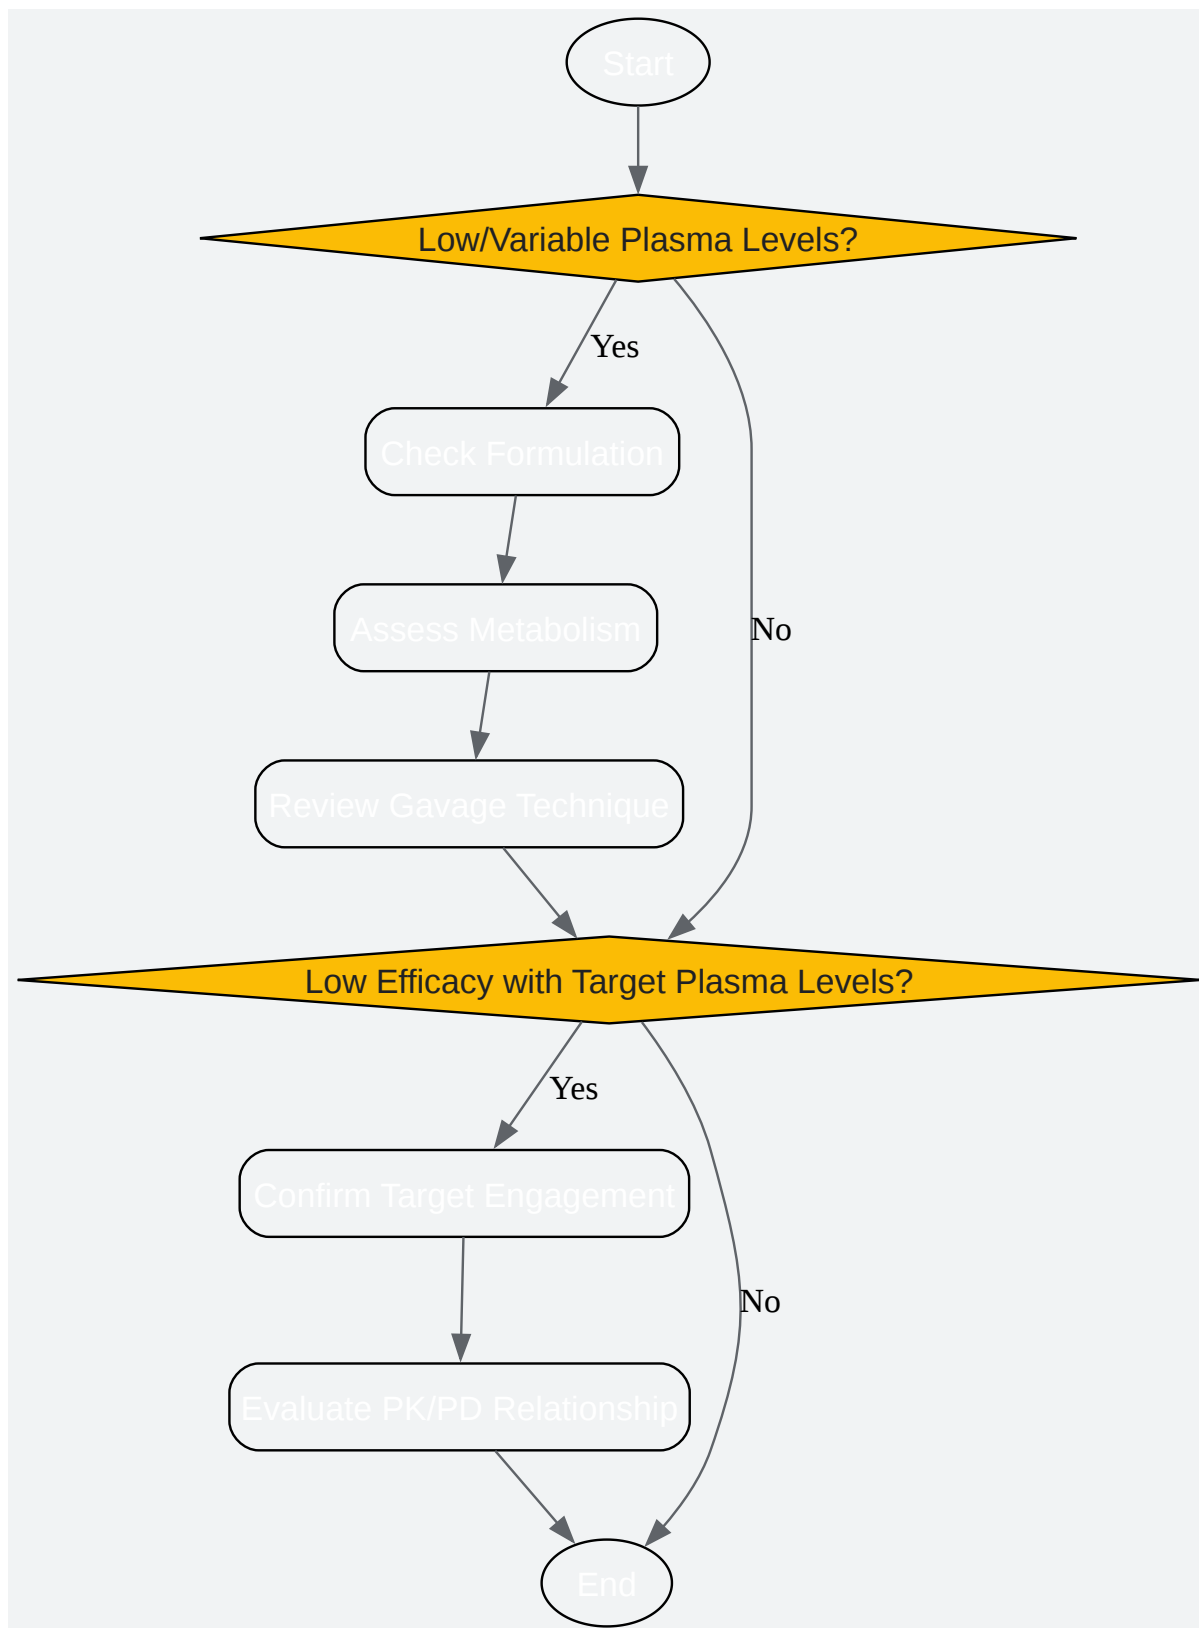 Start
Low/Variable Plasma Levels?
Yes
Check Formulation
Assess Metabolism
No
Review Gavage Technique
Low Efficacy with Target Plasma Levels?
Yes
Confirm Target Engagement
No
Evaluate PK/PD Relationship
End